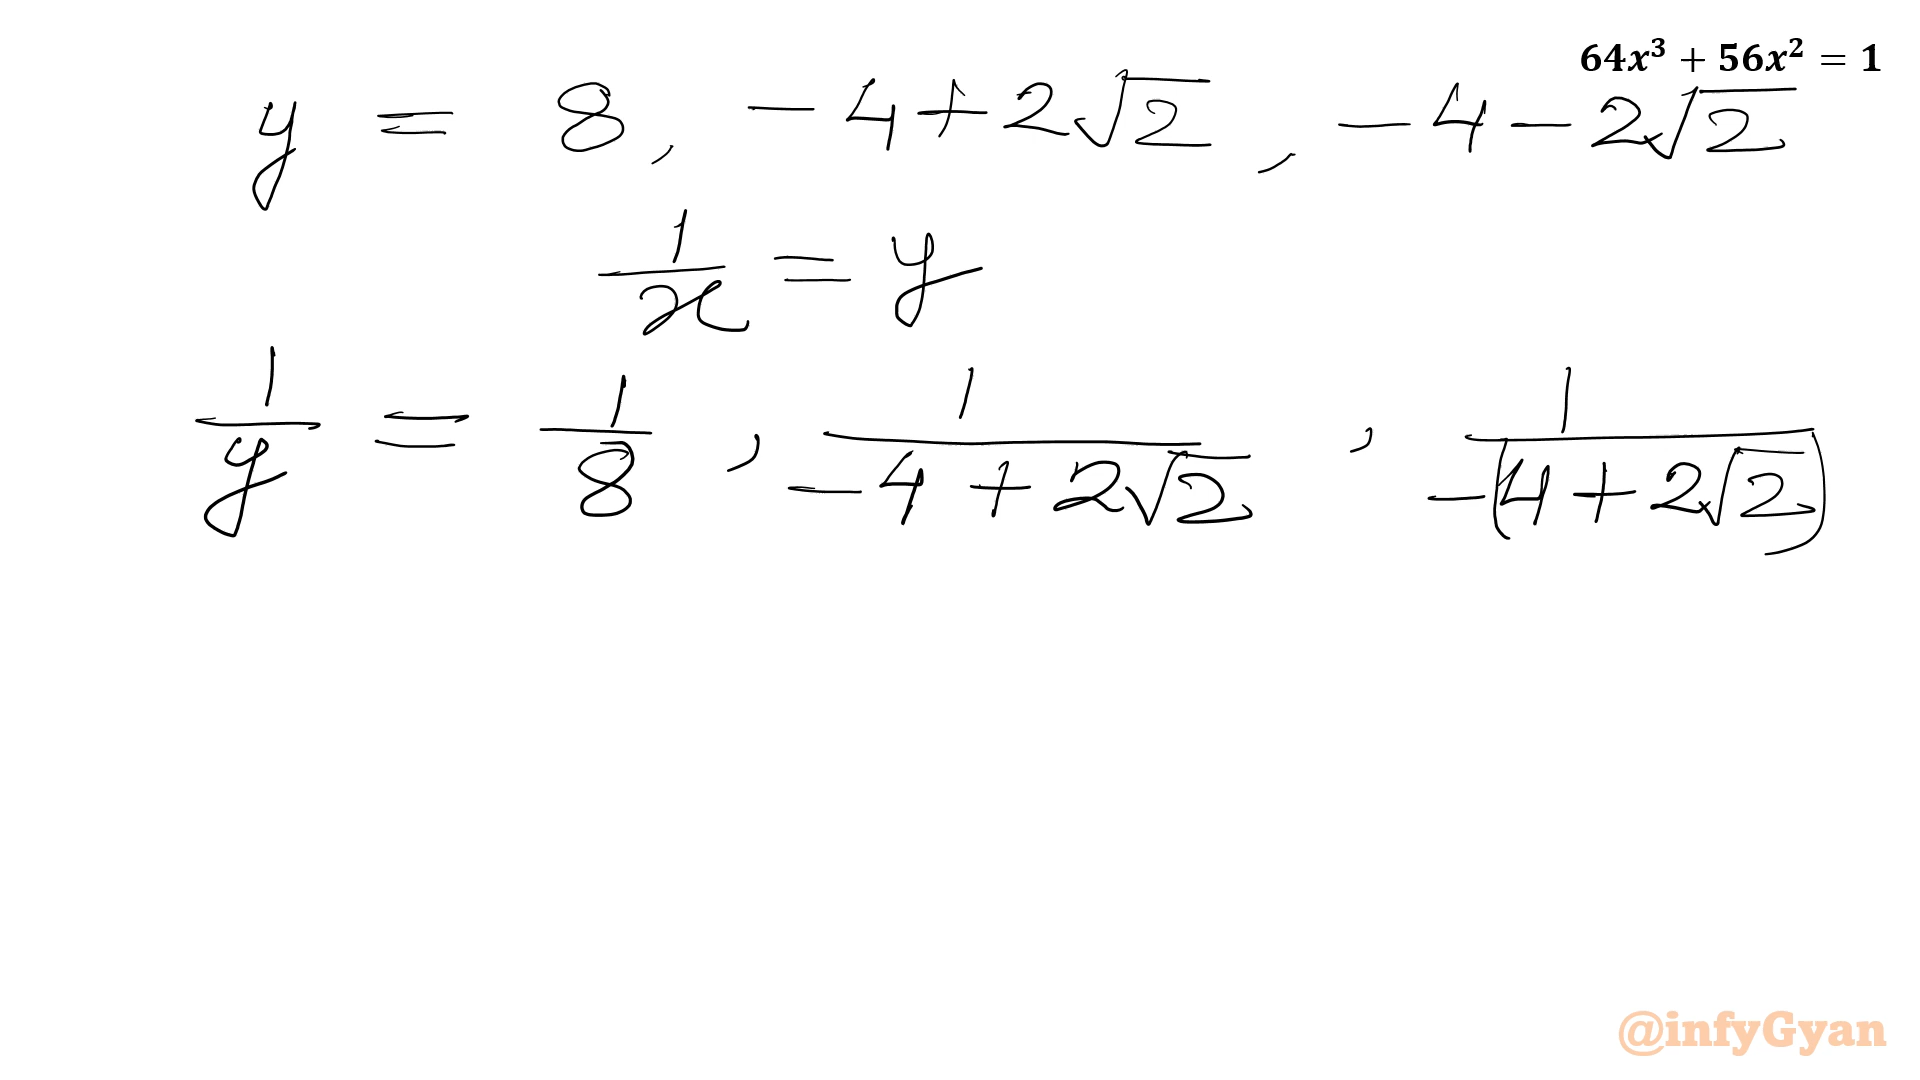 64x³ + 56x² = 1
y = 8, -4+2√2, -4-2√2
1/x = y
1/y = 1/8, 1/(-4+2√2), 1/-(4+2√2)
@infyGyan